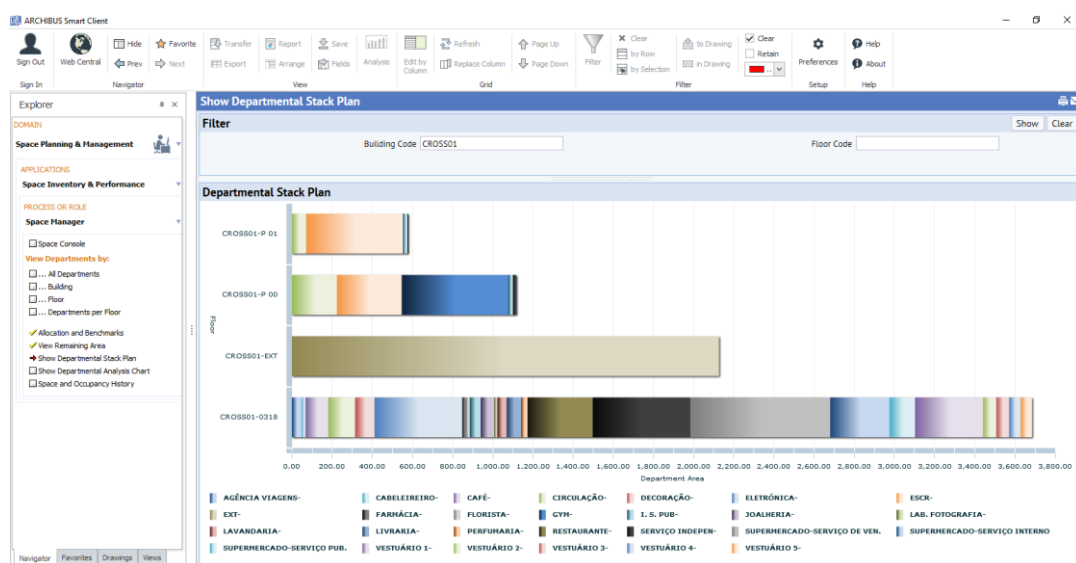 ARCHIBUS Smart Client
Hide Favorite Transfer Report Save Refresh Page Up Clear to Drawing Clear Help
Sign Out Web Central Prev Next Export Arrange Fields Analysis Edit by Column Replace Column Page Down Filter by Row in Drawing Retain Preferences About
by Selection
Sign In Navigator View Grid Filter Setup Help
Explorer
Show Departmental Stack Plan
DOMAIN
Space Planning & Management
APPLICATIONS
Space Inventory & Performance
PROCESS OR ROLE
Space Manager
Space Console
View Departments by:
... All Departments
... Building
... Floor
... Departments per Floor
Allocation and Benchmarks
View Remaining Area
Show Departmental Stack Plan
Show Departmental Analysis Chart
Space and Occupancy History
Navigator Favorites Drawings Views
Filter Show Clear
Building Code CROSS01 Floor Code
Departmental Stack Plan
CROSS01-P 01
CROSS01-P 00
Floor
CROSS01-EXT
CROSS01-031B
0.00 200.00 400.00 600.00 800.00 1,000.00 1,200.00 1,400.00 1,600.00 1,800.00 2,000.00 2,200.00 2,400.00 2,600.00 2,800.00 3,000.00 3,200.00 3,400.00 3,600.00 3,800.00
Department Area
AGÊNCIA VIAGENS- CABELEIREIRO- CAFÉ- CIRCULAÇÃO- DECORAÇÃO- ELETRÓNICA- ESCR-
EXT- FARMÁCIA- FLORISTA- GYM- I. S. PUB- JOALHERIA- LAB. FOTOGRAFIA-
LAVANDARIA- LIVRARIA- PERFUMARIA- RESTAURANTE- SERVIÇO INDEPEN- SUPERMERCADO-SERVIÇO DE VEN. SUPERMERCADO-SERVIÇO INTERNO
SUPERMERCADO-SERVIÇO PUB. VESTUÁRIO 1- VESTUÁRIO 2- VESTUÁRIO 3- VESTUÁRIO 4- VESTUÁRIO 5-